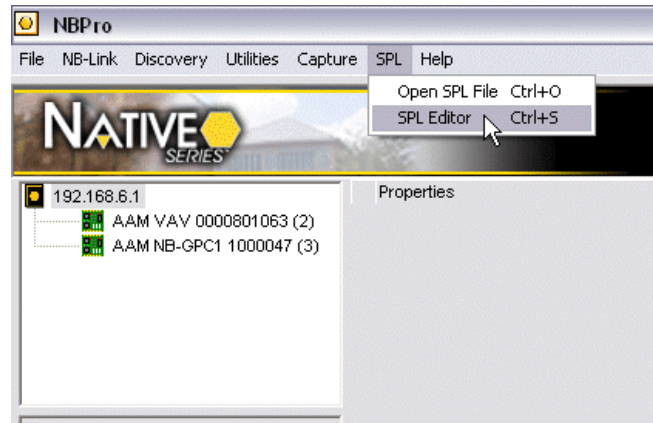 NBPro
File NB-Link Discovery Utilities Capture SPL Help
Open SPL File Ctrl+O
SPL Editor Ctrl+S
NATIVE
SERIES
192.168.6.1
Properties
AAM VAV 0000801063 (2)
AAM NB-GPC1 1000047 (3)